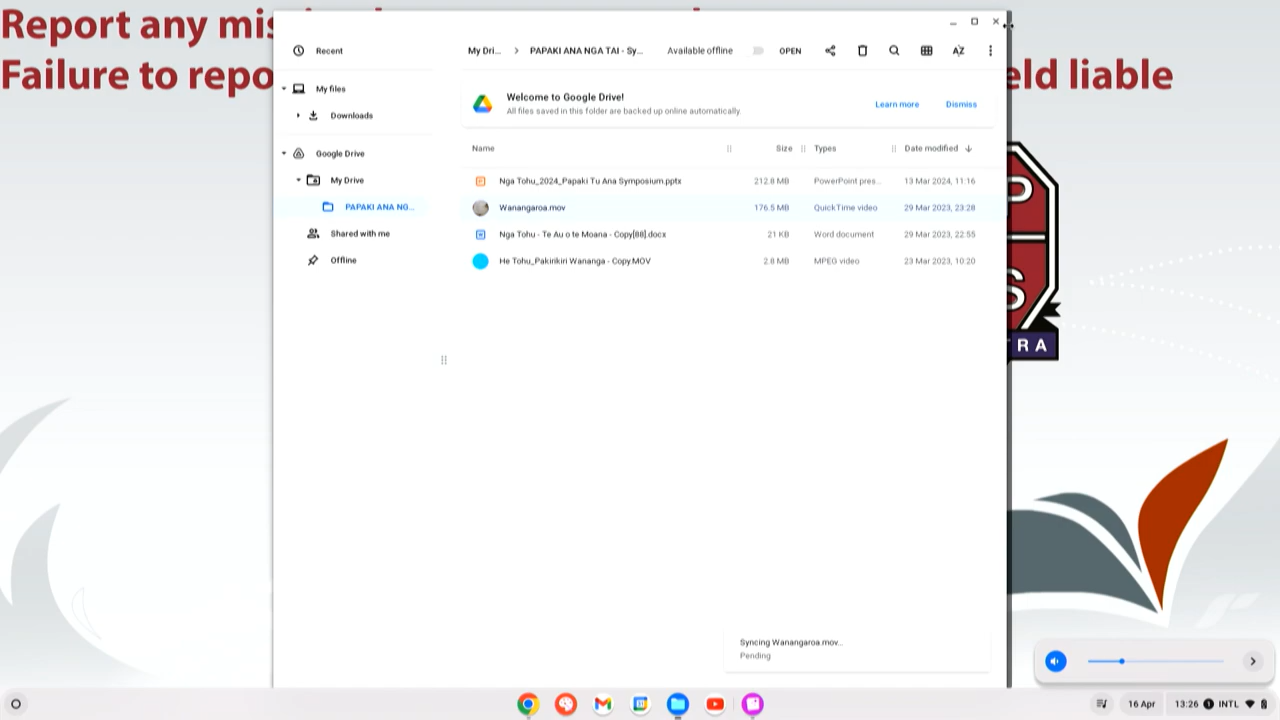 Report any mis
Failure to repo
eld liable
Recent
My files
Downloads
Google Drive
My Drive
PAPAKI ANA NG...
Shared with me
Offline
My Dri... > PAPAKI ANA NGA TAI - Sy...
Available offline
OPEN
Welcome to Google Drive!
All files saved in this folder are backed up online automatically
Learn more
Dismiss
Name Size Types Date modified
Nga Tohu_2024_Papaki Tu Ana Symposium.pptx 212.8 MB PowerPoint pres... 13 Mar 2024, 11:16
Wanangaroa.mov 176.5 MB QuickTime video 29 Mar 2023, 23:28
Nga Tohu - Te Au o te Moana - Copy[88].docx 21 KB Word document 29 Mar 2023, 22:55
He Tohu_Pakirikiri Wananga - Copy.MOV 2.8 MB MPEG video 23 Mar 2023, 10:20
P
S
RA
Syncing Wanangaroa.mov...
Pending
16 Apr
13:26
INTL